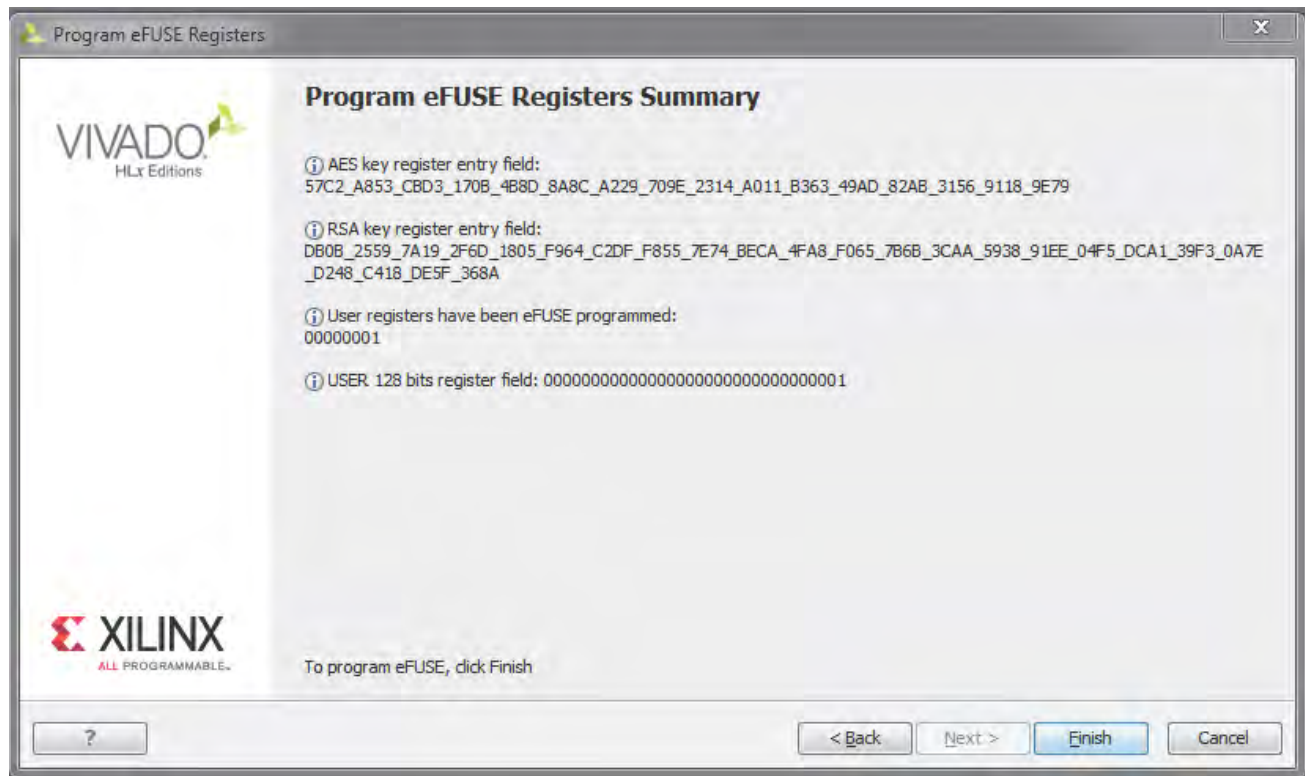 Program eFUSE Registers
VIVADO.
HLx Editions
Program eFUSE Registers Summary
AES key register entry field:
57C2_A853_CBD3_170B_4B8D_8A8C_A229_709E_2314_A011_B363_49AD_82AB_3156_9118_9E79
RSA key register entry field:
DB0B_2559_7A19_2F6D_1805_F964_C2DF_F855_7E74_BECA_4FA8_F065_7B6B_3CAA_5938_91EE_04F5_DCA1_39F3_0A7E
_D248_C418_DE5F_368A
User registers have been eFUSE programmed:
00000001
USER 128 bits register field: 00000000000000000000000000000001
XILINX
ALL PROGRAMMABLE™
To program eFUSE, click Finish
?
< Back
Next >
Finish
Cancel